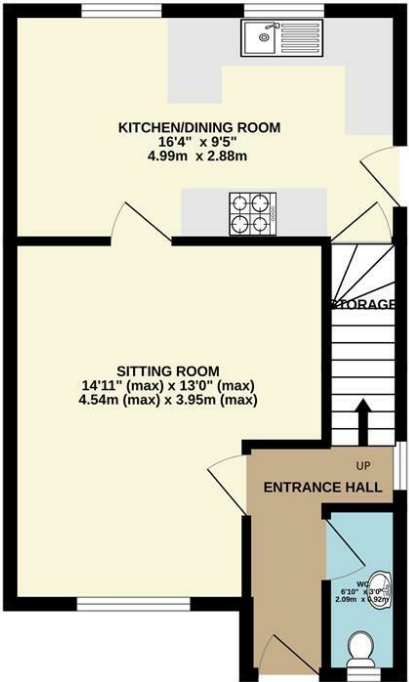 KITCHEN/DINING ROOM
16'4" x 9'5"
4.99m x 2.88m
STORAGE
SITTING ROOM
14'11" (max) x 13'0" (max)
4.54m (max) x 3.95m (max)
UP
ENTRANCE HALL
WC
6'10" x 3'0"
2.09m x 0.92m